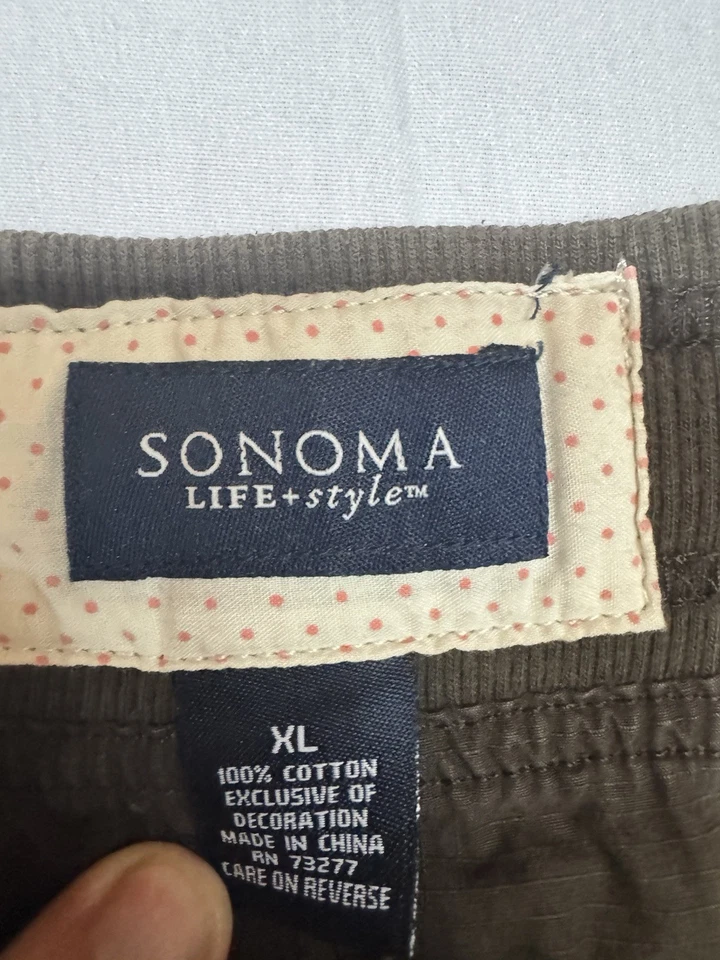 SONOMA
LIFE+style™
XL
100% COTTON
EXCLUSIVE OF
DECORATION
MADE IN CHINA
RN 73277
CARE ON REVERSE